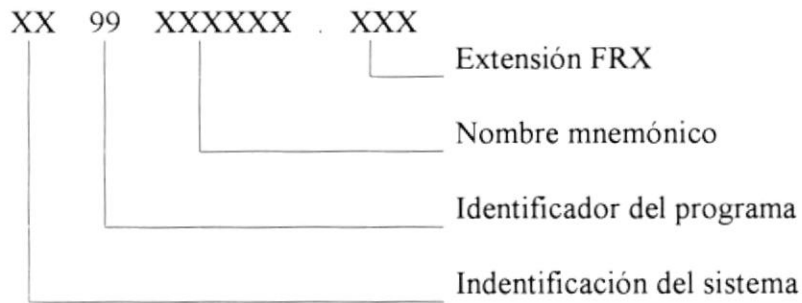 XX 99 XXXXXX . XXX
Extensión FRX
Nombre mnemónico
Identificador del programa
Indentificación del sistema